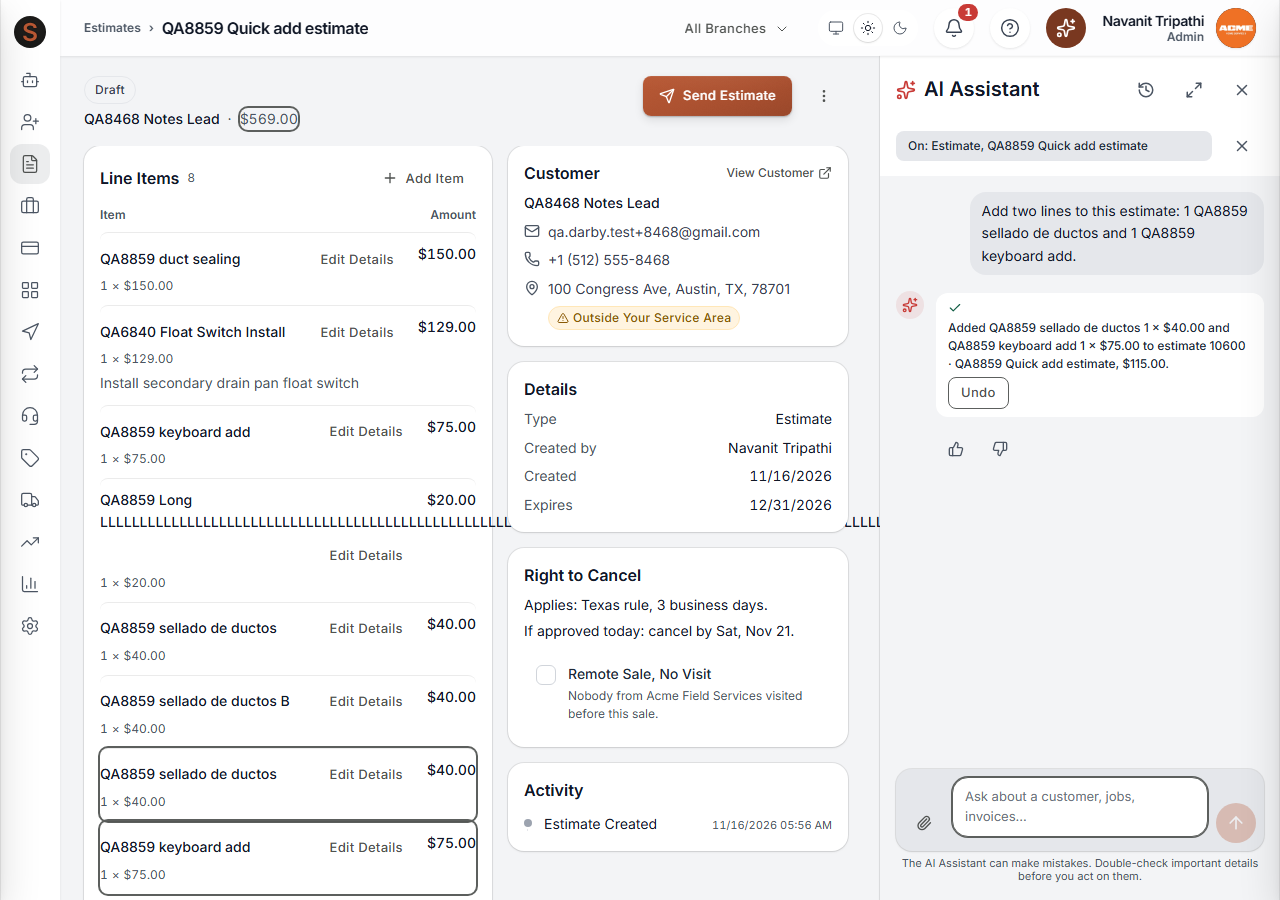 S
Estimates › QA8859 Quick add estimate
All Branches
1
Navanit Tripathi
Admin
ACME
Draft
QA8468 Notes Lead · $569.00
Send Estimate
Line Items 8
Add Item
Item Amount
QA8859 duct sealing Edit Details $150.00
1 × $150.00
QA6840 Float Switch Install Edit Details $129.00
1 × $129.00
Install secondary drain pan float switch
QA8859 keyboard add Edit Details $75.00
1 × $75.00
QA8859 Long $20.00
Edit Details
1 × $20.00
QA8859 sellado de ductos Edit Details $40.00
1 × $40.00
QA8859 sellado de ductos B Edit Details $40.00
1 × $40.00
QA8859 sellado de ductos Edit Details $40.00
1 × $40.00
QA8859 keyboard add Edit Details $75.00
1 × $75.00
Customer
View Customer
QA8468 Notes Lead
qa.darby.test+8468@gmail.com
+1 (512) 555-8468
100 Congress Ave, Austin, TX, 78701
Outside Your Service Area
Details
Type Estimate
Created by Navanit Tripathi
Created 11/16/2026
Expires 12/31/2026
Right to Cancel
Applies: Texas rule, 3 business days.
If approved today: cancel by Sat, Nov 21.
Remote Sale, No Visit
Nobody from Acme Field Services visited
before this sale.
Activity
Estimate Created 11/16/2026 05:56 AM
AI Assistant
On: Estimate, QA8859 Quick add estimate
Add two lines to this estimate: 1 QA8859
sellado de ductos and 1 QA8859
keyboard add.
Added QA8859 sellado de ductos 1 × $40.00 and
QA8859 keyboard add 1 × $75.00 to estimate 10600
· QA8859 Quick add estimate, $115.00.
Undo
Ask about a customer, jobs,
invoices...
The AI Assistant can make mistakes. Double-check important details
before you act on them.